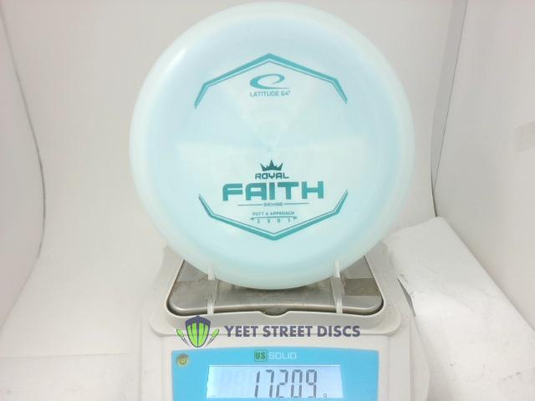 LATITUDE 64°
ROYAL
FAITH
PUTT & APPROACH
YEET STREET DISCS
US SOLID
172.09 g